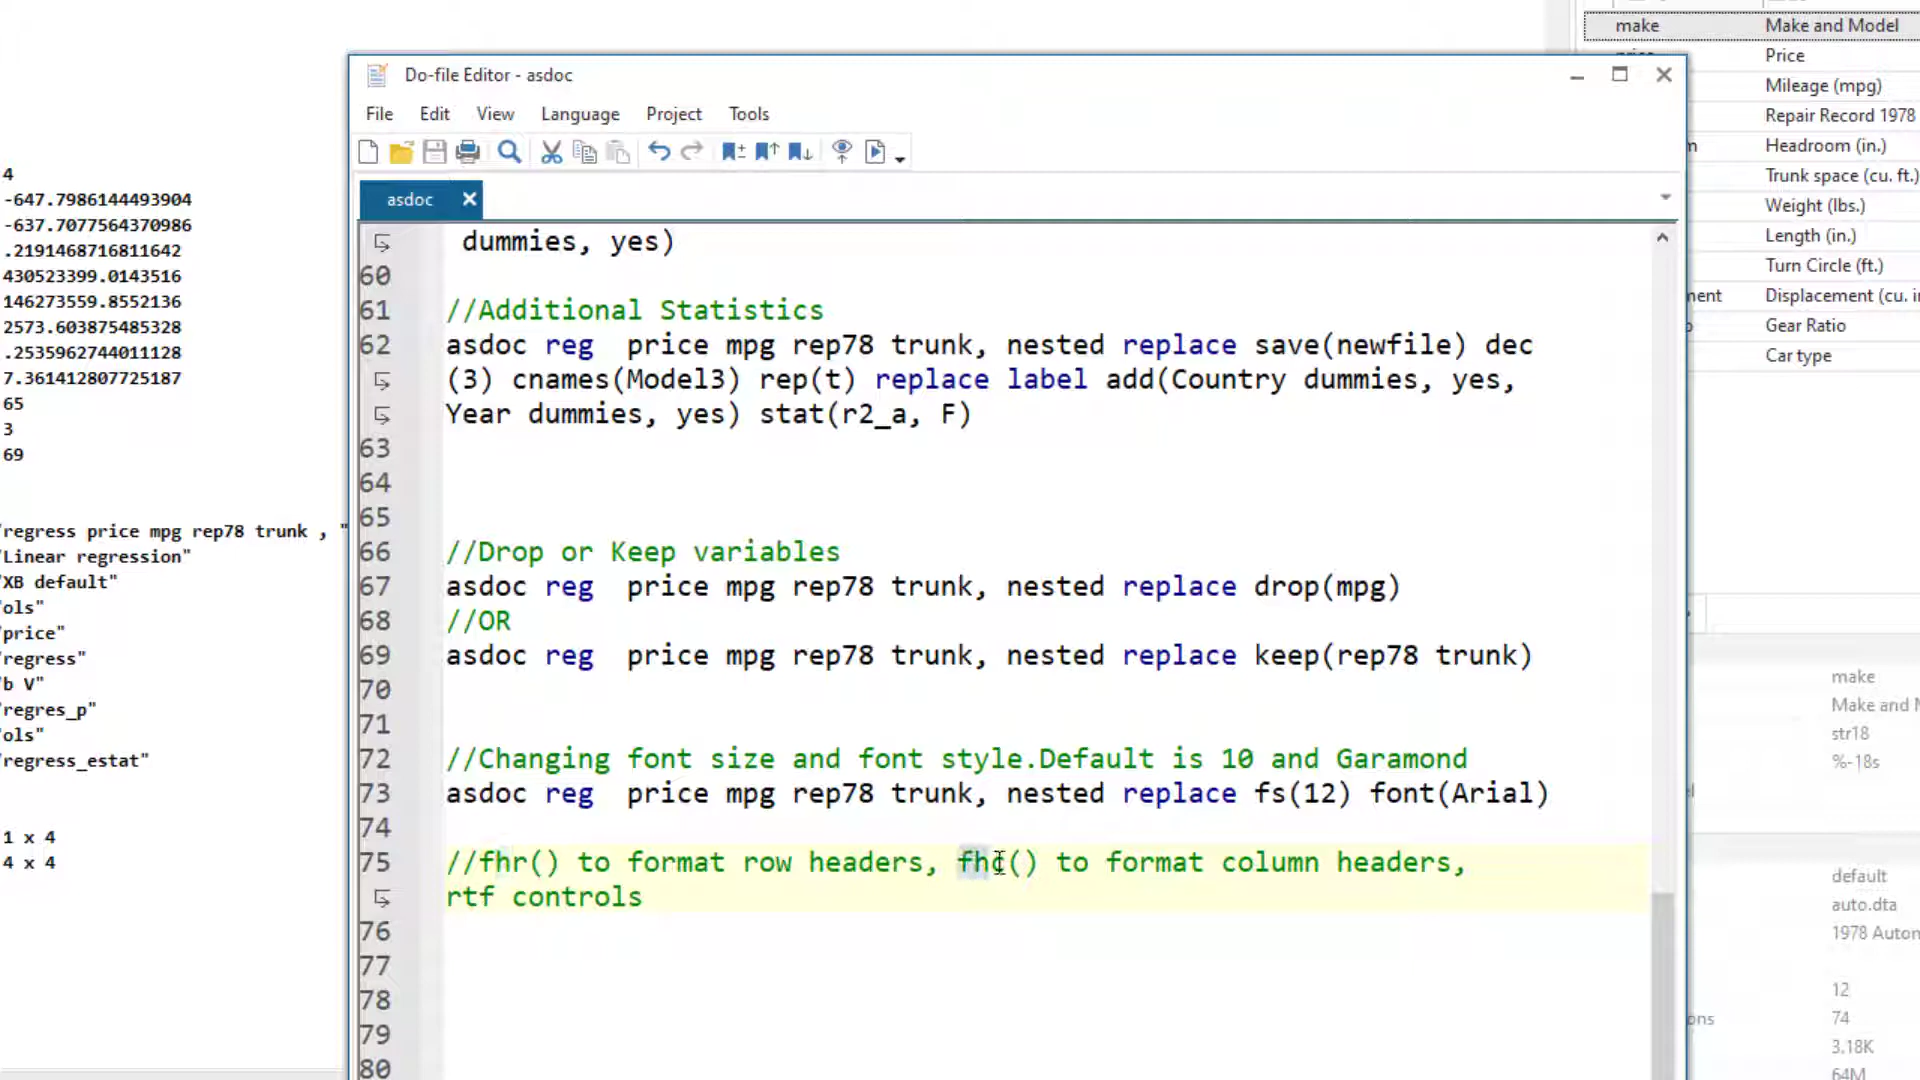 make Make and Model
Price
Mileage (mpg)
Repair Record 1978
Headroom (in.)
Trunk space (cu. ft.)
Weight (lbs.)
Length (in.)
Turn Circle (ft.)
Displacement (cu. in
Gear Ratio
Car type
Do-file Editor - asdoc
File Edit View Language Project Tools
asdoc
dummies, yes)
60
61 //Additional Statistics
62 asdoc reg  price mpg rep78 trunk, nested replace save(newfile) dec
(3) cnames(Model3) rep(t) replace label add(Country dummies, yes,
Year dummies, yes) stat(r2_a, F)
63
64
65
66 //Drop or Keep variables
67 asdoc reg  price mpg rep78 trunk, nested replace drop(mpg)
68 //OR
69 asdoc reg  price mpg rep78 trunk, nested replace keep(rep78 trunk)
70
71
72 //Changing font size and font style.Default is 10 and Garamond
73 asdoc reg  price mpg rep78 trunk, nested replace fs(12) font(Arial)
74
75 //fhr() to format row headers, fhc() to format column headers,
rtf controls
76
77
78
79
80
4
-647.7986144493904
-637.7077564370986
.2191468716811642
430523399.0143516
146273559.8552136
2573.603875485328
.2535962744011128
7.361412807725187
65
3
69
"regress price mpg rep78 trunk , "
"Linear regression"
"XB default"
"ols"
"price"
"regress"
"b V"
"regres_p"
"ols"
"regress_estat"
1 x 4
4 x 4
make
Make and M
str18
%-18s
default
auto.dta
1978 Auton
12
74
3.18K
64M